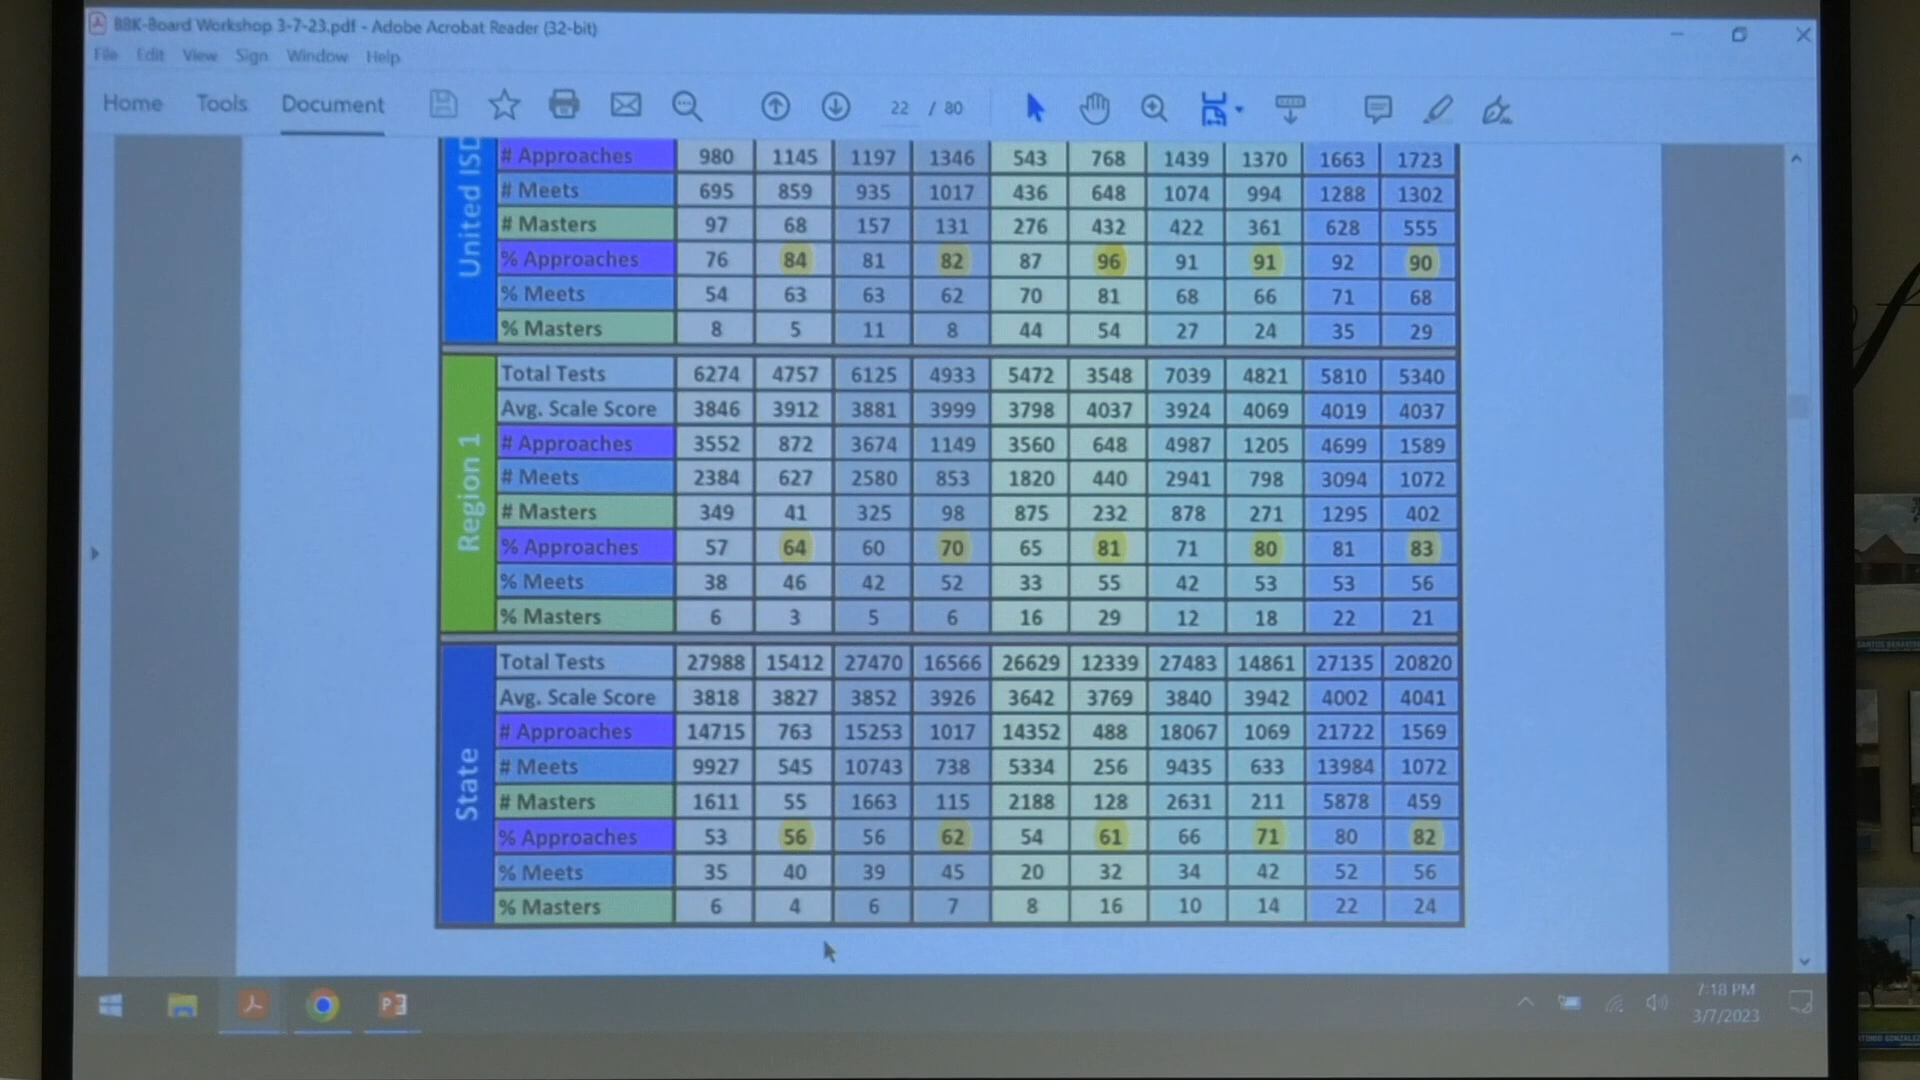 BBK-Board Workshop 3-7-23.pdf - Adobe Acrobat Reader (32-bit)
File Edit View Sign Window Help
Home Tools Document 22 / 80
United ISD
# Approaches 980 1145 1197 1346 543 768 1439 1370 1663 1723
# Meets 695 859 935 1017 436 648 1074 994 1288 1302
# Masters 97 68 157 131 276 432 422 361 628 555
% Approaches 76 84 81 82 87 96 91 91 92 90
% Meets 54 63 63 62 70 81 68 66 71 68
% Masters 8 5 11 8 44 54 27 24 35 29
Region 1
Total Tests 6274 4757 6125 4933 5472 3548 7039 4821 5810 5340
Avg. Scale Score 3846 3912 3881 3999 3798 4037 3924 4069 4019 4037
# Approaches 3552 872 3674 1149 3560 648 4987 1205 4699 1589
# Meets 2384 627 2580 853 1820 440 2941 798 3094 1072
# Masters 349 41 325 98 875 232 878 271 1295 402
% Approaches 57 64 60 70 65 81 71 80 81 83
% Meets 38 46 42 52 33 55 42 53 53 56
% Masters 6 3 5 6 16 29 12 18 22 21
State
Total Tests 27988 15412 27470 16566 26629 12339 27483 14861 27135 20820
Avg. Scale Score 3818 3827 3852 3926 3642 3769 3840 3942 4002 4041
# Approaches 14715 763 15253 1017 14352 488 18067 1069 21722 1569
# Meets 9927 545 10743 738 5334 256 9435 633 13984 1072
# Masters 1611 55 1663 115 2188 128 2631 211 5878 459
% Approaches 53 56 56 62 54 61 66 71 80 82
% Meets 35 40 39 45 20 32 34 42 52 56
% Masters 6 4 6 7 8 16 10 14 22 24
7:18 PM
3/7/2023